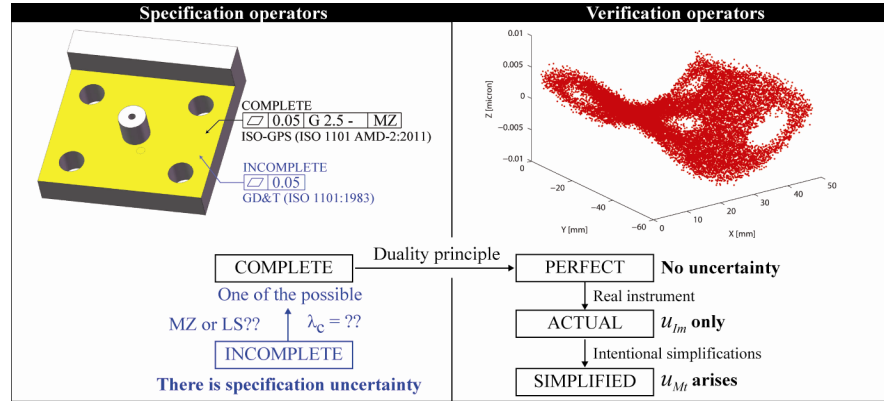 Specification operators
Verification operators
COMPLETE
⏥ 0.05 G 2.5 - MZ
ISO-GPS (ISO 1101 AMD-2:2011)
INCOMPLETE
⏥ 0.05
GD&T (ISO 1101:1983)
0.01
0.005
0
−0.005
−0.01
Z [micron]
0
−20
−40
−60
Y [mm]
0
10
20
30
40
50
X [mm]
Duality principle
COMPLETE
PERFECT
No uncertainty
One of the possible
Real instrument
MZ or LS??
λc = ??
ACTUAL
uIm only
INCOMPLETE
Intentional simplifications
There is specification uncertainty
SIMPLIFIED
uMt arises